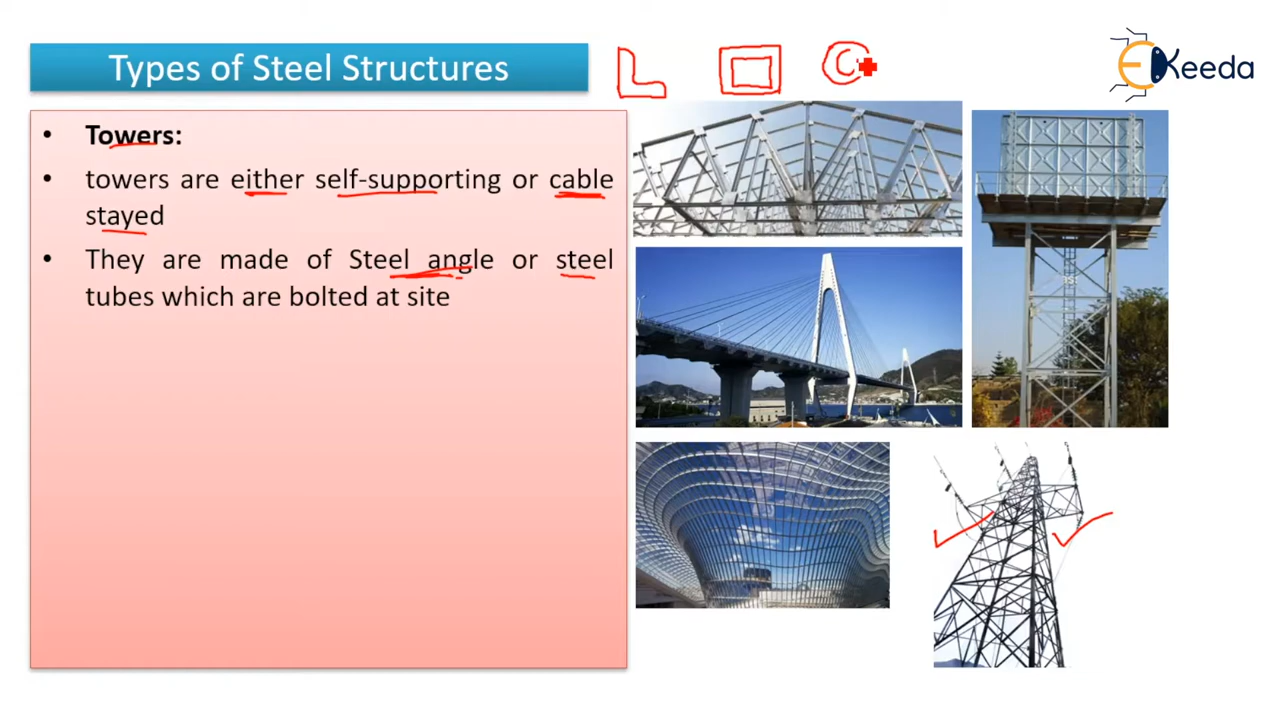 Types of Steel Structures
EKeeda
• Towers:
• towers are either self-supporting or cable
stayed
• They are made of Steel angle or steel
tubes which are bolted at site